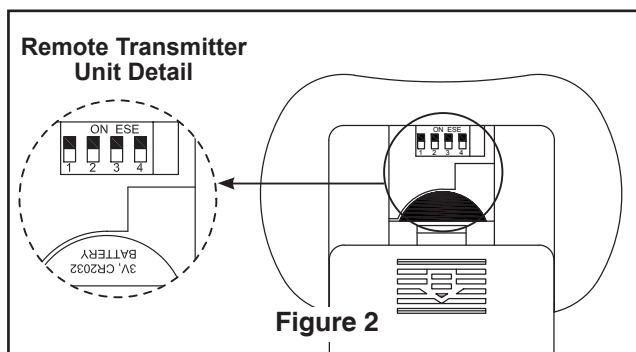 Remote Transmitter
Unit Detail
ON ESE
1 2 3 4
3V, CR2032
BATTERY
ON ESE
1 2 3 4
Figure 2